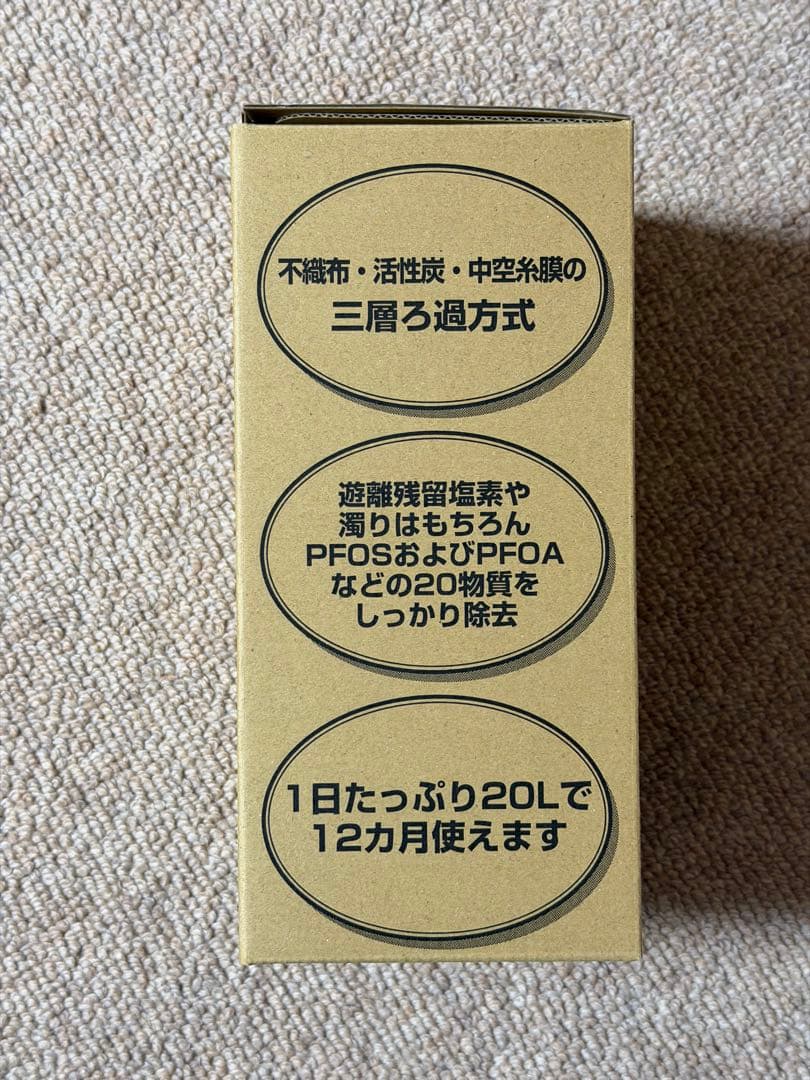 不織布・活性炭・中空糸膜の
三層ろ過方式
遊離残留塩素や
濁りはもちろん
PFOSおよびPFOA
などの20物質を
しっかり除去
1日たっぷり20Lで
12カ月使えます